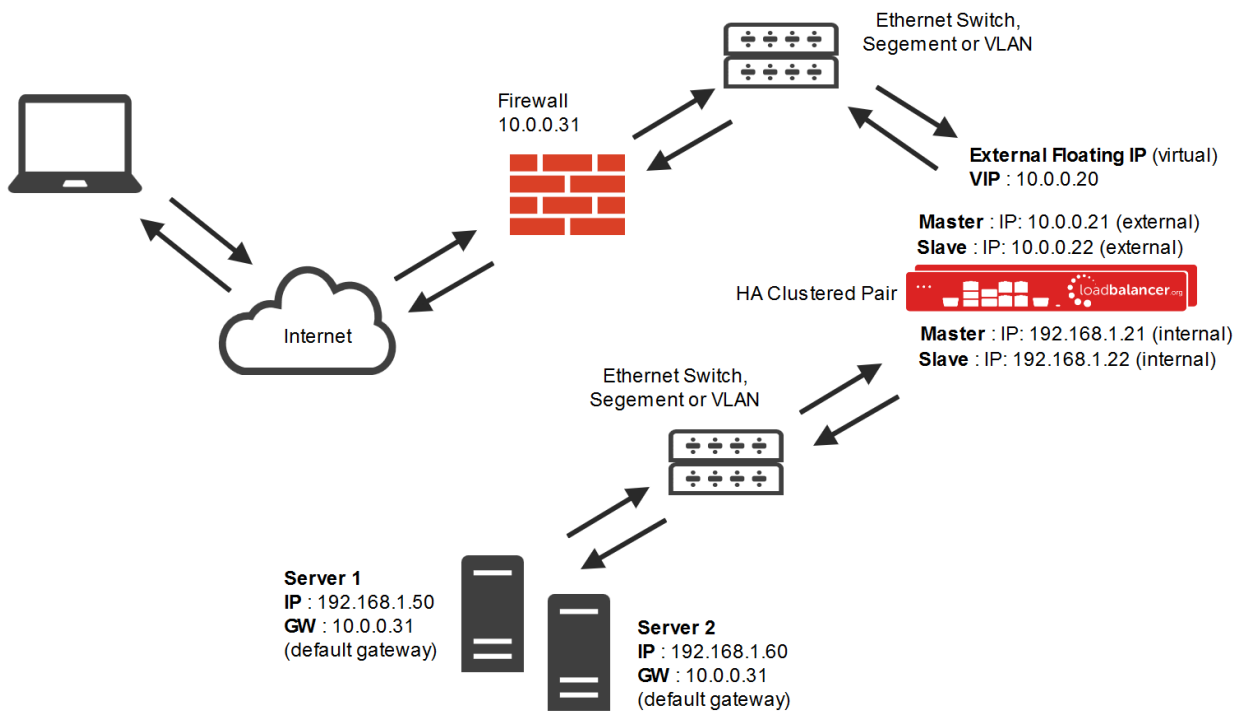 Ethernet Switch,
Segement or VLAN
Firewall
10.0.0.31
External Floating IP (virtual)
VIP : 10.0.0.20
Master : IP: 10.0.0.21 (external)
Slave : IP: 10.0.0.22 (external)
HA Clustered Pair
loadbalancer.org
Internet
Master : IP: 192.168.1.21 (internal)
Slave : IP: 192.168.1.22 (internal)
Ethernet Switch,
Segement or VLAN
Server 1
IP : 192.168.1.50
GW : 10.0.0.31
(default gateway)
Server 2
IP : 192.168.1.60
GW : 10.0.0.31
(default gateway)